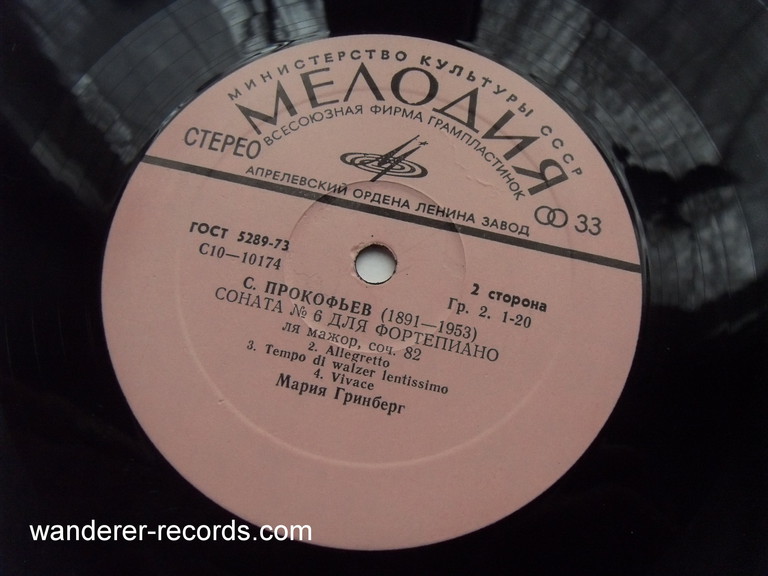 МИНИСТЕРСТВО КУЛЬТУРЫ СССР
МЕЛОДИЯ
ВСЕСОЮЗНАЯ ФИРМА ГРАМПЛАСТИНОК
СТЕРЕО
АПРЕЛЕВСКИЙ ОРДЕНА ЛЕНИНА ЗАВОД
33
ГОСТ 5289-73
С10—10174
2 сторона
Гр. 2. 1-20
С. ПРОКОФЬЕВ (1891—1953)
СОНАТА № 6 ДЛЯ ФОРТЕПИАНО
ля мажор, соч. 82
2. Allegretto
3. Tempo di walzer lentissimo
4. Vivace
Мария Гринберг
wanderer-records.com